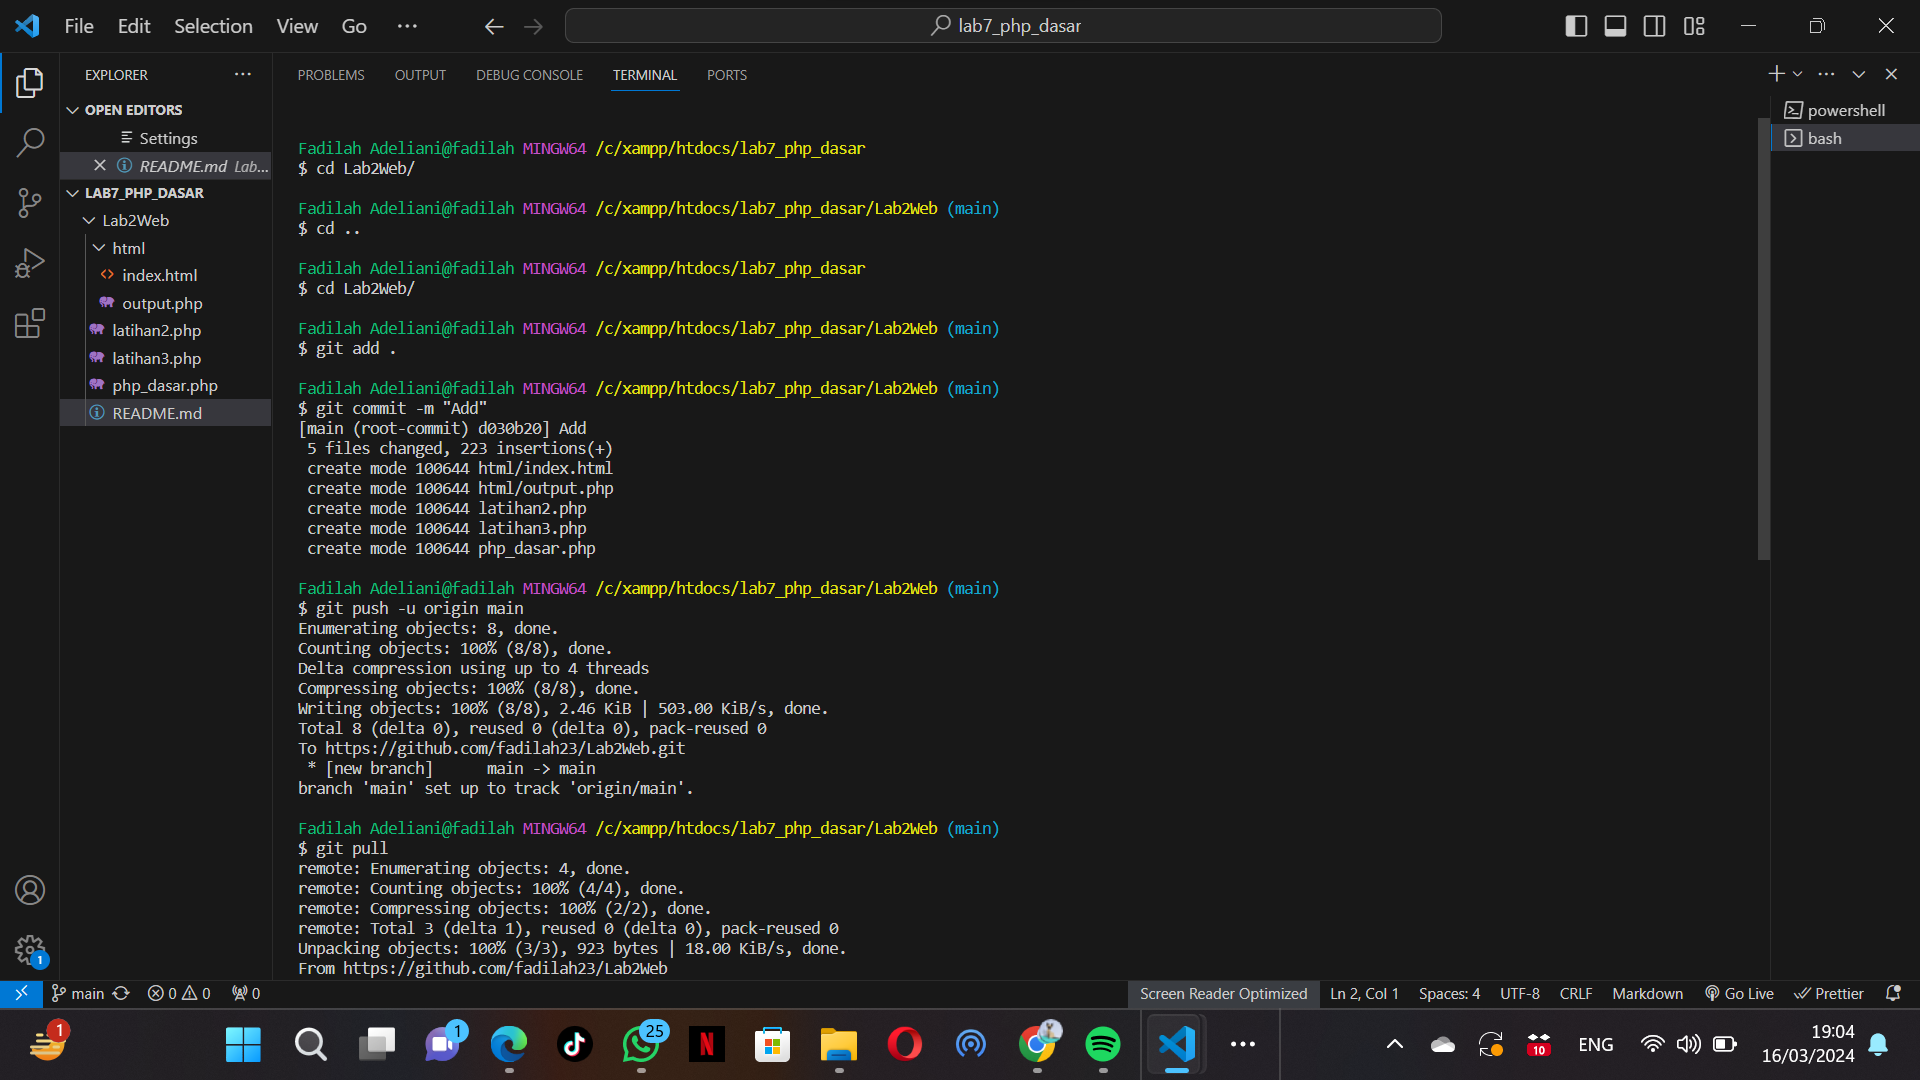 File Edit Selection View Go ··· lab7_php_dasar
EXPLORER ···
OPEN EDITORS
Settings
README.md Lab...
LAB7_PHP_DASAR
Lab2Web
html
index.html
output.php
latihan2.php
latihan3.php
php_dasar.php
README.md
PROBLEMS OUTPUT DEBUG CONSOLE TERMINAL PORTS
Fadilah Adeliani@fadilah MINGW64 /c/xampp/htdocs/lab7_php_dasar
$ cd Lab2Web/
Fadilah Adeliani@fadilah MINGW64 /c/xampp/htdocs/lab7_php_dasar/Lab2Web (main)
$ cd ..
Fadilah Adeliani@fadilah MINGW64 /c/xampp/htdocs/lab7_php_dasar
$ cd Lab2Web/
Fadilah Adeliani@fadilah MINGW64 /c/xampp/htdocs/lab7_php_dasar/Lab2Web (main)
$ git add .
Fadilah Adeliani@fadilah MINGW64 /c/xampp/htdocs/lab7_php_dasar/Lab2Web (main)
$ git commit -m "Add"
[main (root-commit) d030b20] Add
5 files changed, 223 insertions(+)
create mode 100644 html/index.html
create mode 100644 html/output.php
create mode 100644 latihan2.php
create mode 100644 latihan3.php
create mode 100644 php_dasar.php
Fadilah Adeliani@fadilah MINGW64 /c/xampp/htdocs/lab7_php_dasar/Lab2Web (main)
$ git push -u origin main
Enumerating objects: 8, done.
Counting objects: 100% (8/8), done.
Delta compression using up to 4 threads
Compressing objects: 100% (8/8), done.
Writing objects: 100% (8/8), 2.46 KiB | 503.00 KiB/s, done.
Total 8 (delta 0), reused 0 (delta 0), pack-reused 0
To https://github.com/fadilah23/Lab2Web.git
* [new branch]      main -> main
branch 'main' set up to track 'origin/main'.
Fadilah Adeliani@fadilah MINGW64 /c/xampp/htdocs/lab7_php_dasar/Lab2Web (main)
$ git pull
remote: Enumerating objects: 4, done.
remote: Counting objects: 100% (4/4), done.
remote: Compressing objects: 100% (2/2), done.
remote: Total 3 (delta 1), reused 0 (delta 0), pack-reused 0
Unpacking objects: 100% (3/3), 923 bytes | 18.00 KiB/s, done.
From https://github.com/fadilah23/Lab2Web
powershell
bash
1
main 0 0 0 Screen Reader Optimized Ln 2, Col 1 Spaces: 4 UTF-8 CRLF Markdown Go Live Prettier
1 1 25 N ··· 10 ENG 19:04
16/03/2024